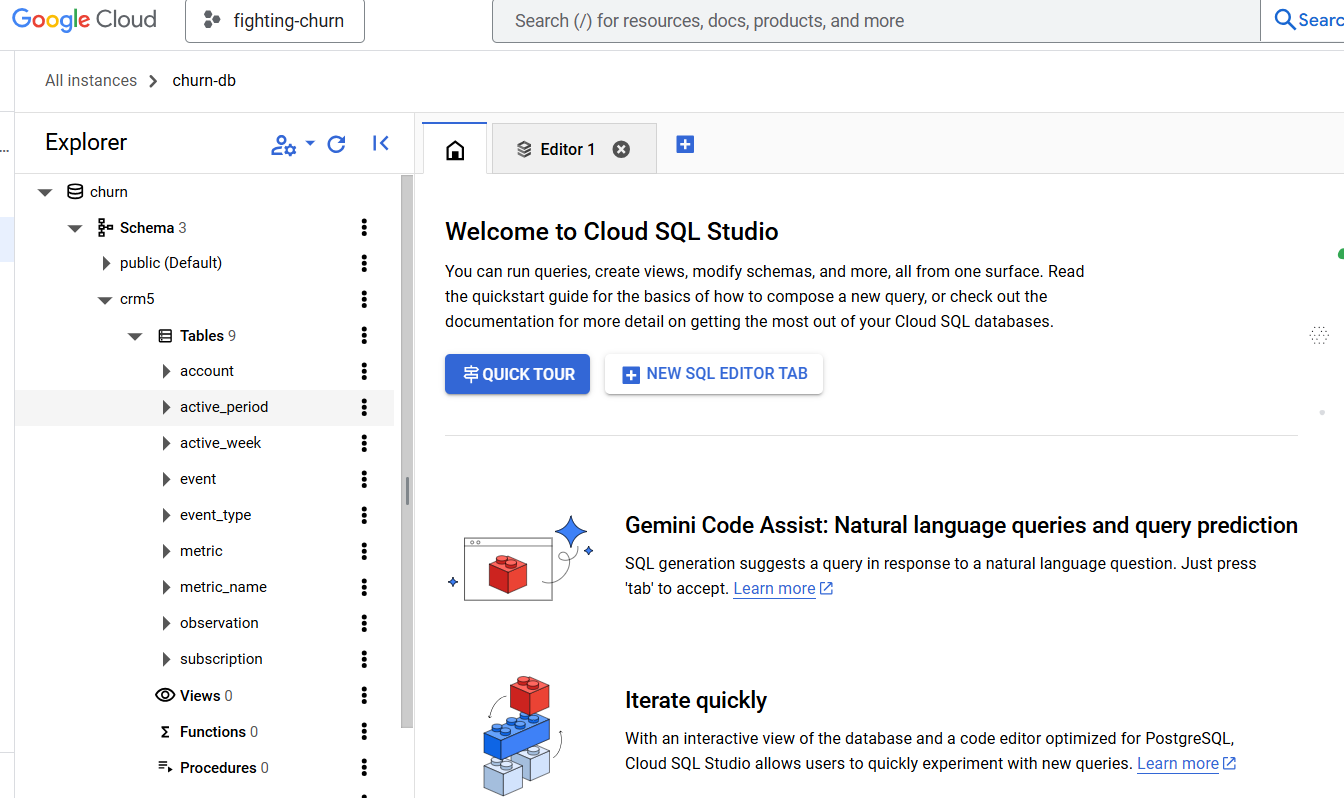 Google Cloud
fighting-churn
Search (/) for resources, docs, products, and more
Searc
All instances
churn-db
...
Explorer
Editor 1
churn
Schema 3
public (Default)
crm5
Tables 9
account
active_period
active_week
event
event_type
metric
metric_name
observation
subscription
Views 0
Functions 0
Procedures 0
Welcome to Cloud SQL Studio
You can run queries, create views, modify schemas, and more, all from one surface. Read
the quickstart guide for the basics of how to compose a new query, or check out the
documentation for more detail on getting the most out of your Cloud SQL databases.
QUICK TOUR
NEW SQL EDITOR TAB
Gemini Code Assist: Natural language queries and query prediction
SQL generation suggests a query in response to a natural language question. Just press
'tab' to accept. Learn more
Iterate quickly
With an interactive view of the database and a code editor optimized for PostgreSQL,
Cloud SQL Studio allows users to quickly experiment with new queries. Learn more